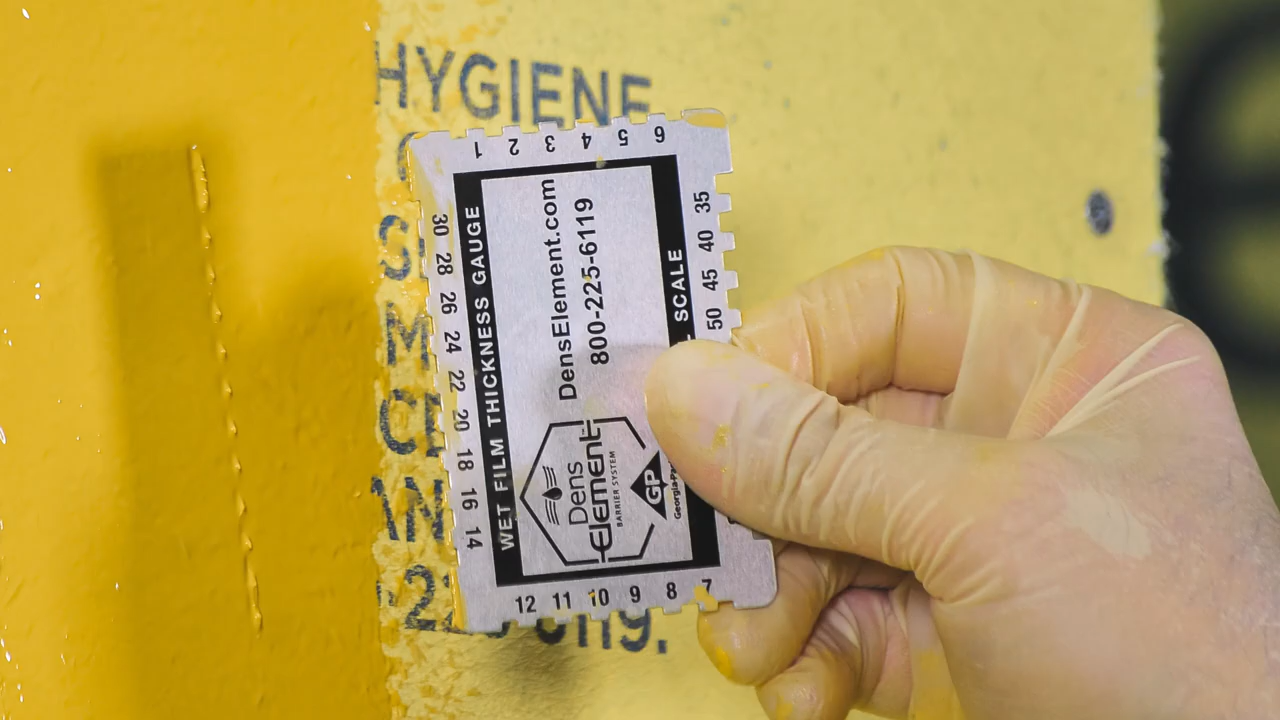 HYGIENE
1 2 3 4 5 6
30 28 26 24 22 20 18 16 14
WET FILM THICKNESS GAUGE
DensElement.com
800-225-6119
Dens
ELEMENT
BARRIER SYSTEM
GP
SCALE
35 40 45 50
12 11 10 9 8 7